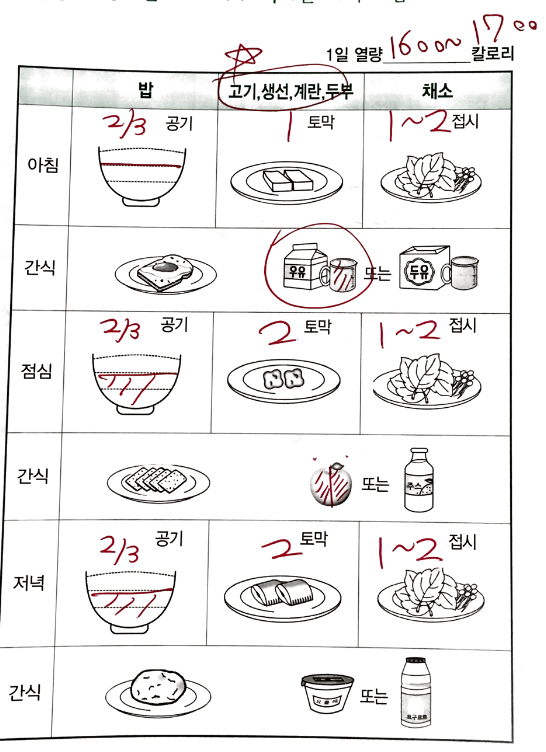 1일 열량 1600~1700 칼로리
밥 고기,생선,계란,두부 채소
아침 2/3 공기 1 토막 1~2 접시
간식 우유 또는 두유
점심 2/3 공기 2 토막 1~2 접시
간식 또는 주스
저녁 2/3 공기 2 토막 1~2 접시
간식 또는 요구르트